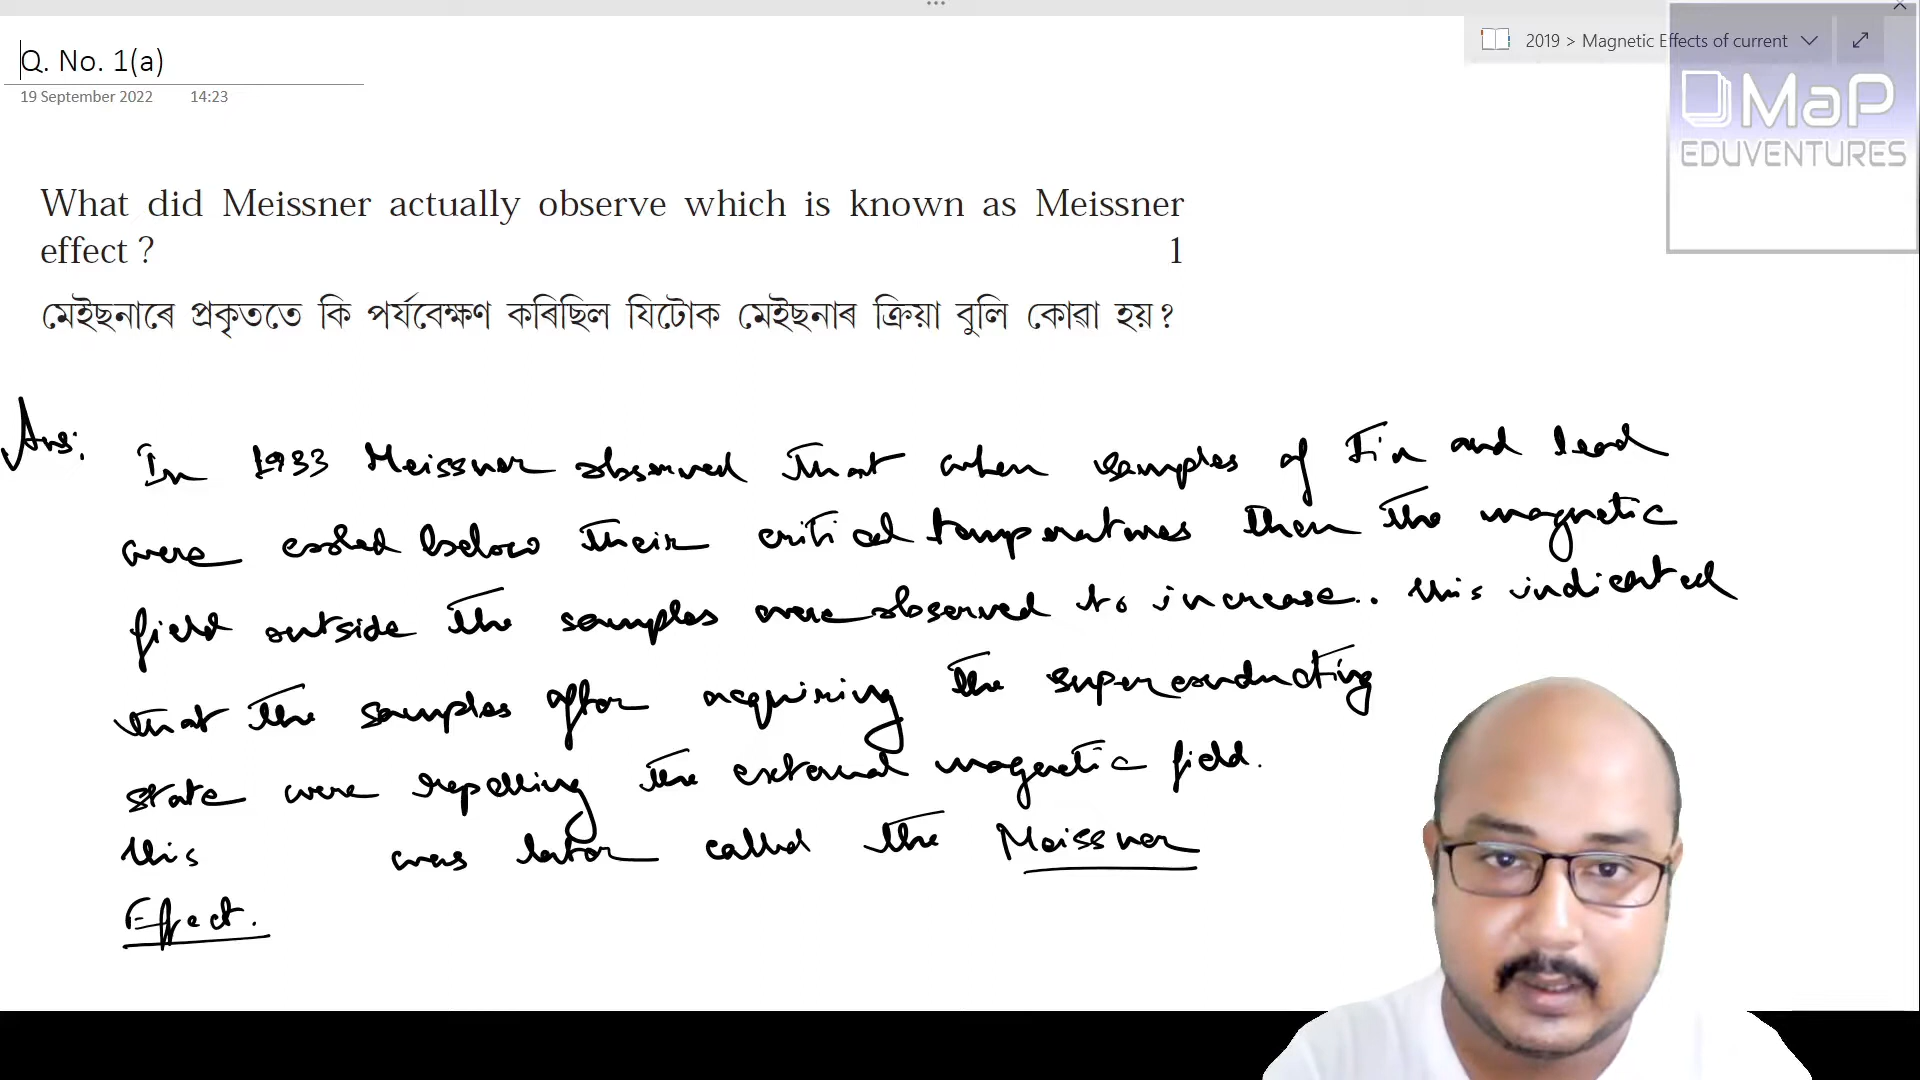 2019 > Magnetic Effects of current
Q. No. 1(a)
19 September 2022 14:23
MaP
EDUVENTURES
What did Meissner actually observe which is known as Meissner
effect ? 1
মেইছনাৰে প্ৰকৃততে কি পৰ্যবেক্ষণ কৰিছিল যিটোক মেইছনাৰ ক্ৰিয়া বুলি কোৱা হয় ?
Ans: In 1933 Meissner observed that when samples of Tin and lead
were cooled below their critical temperatures then the magnetic
field outside the samples were observed to increase. This indicated
that the samples after acquiring the superconducting
state were repelling the external magnetic field.
This was later called the Meissner
Effect.